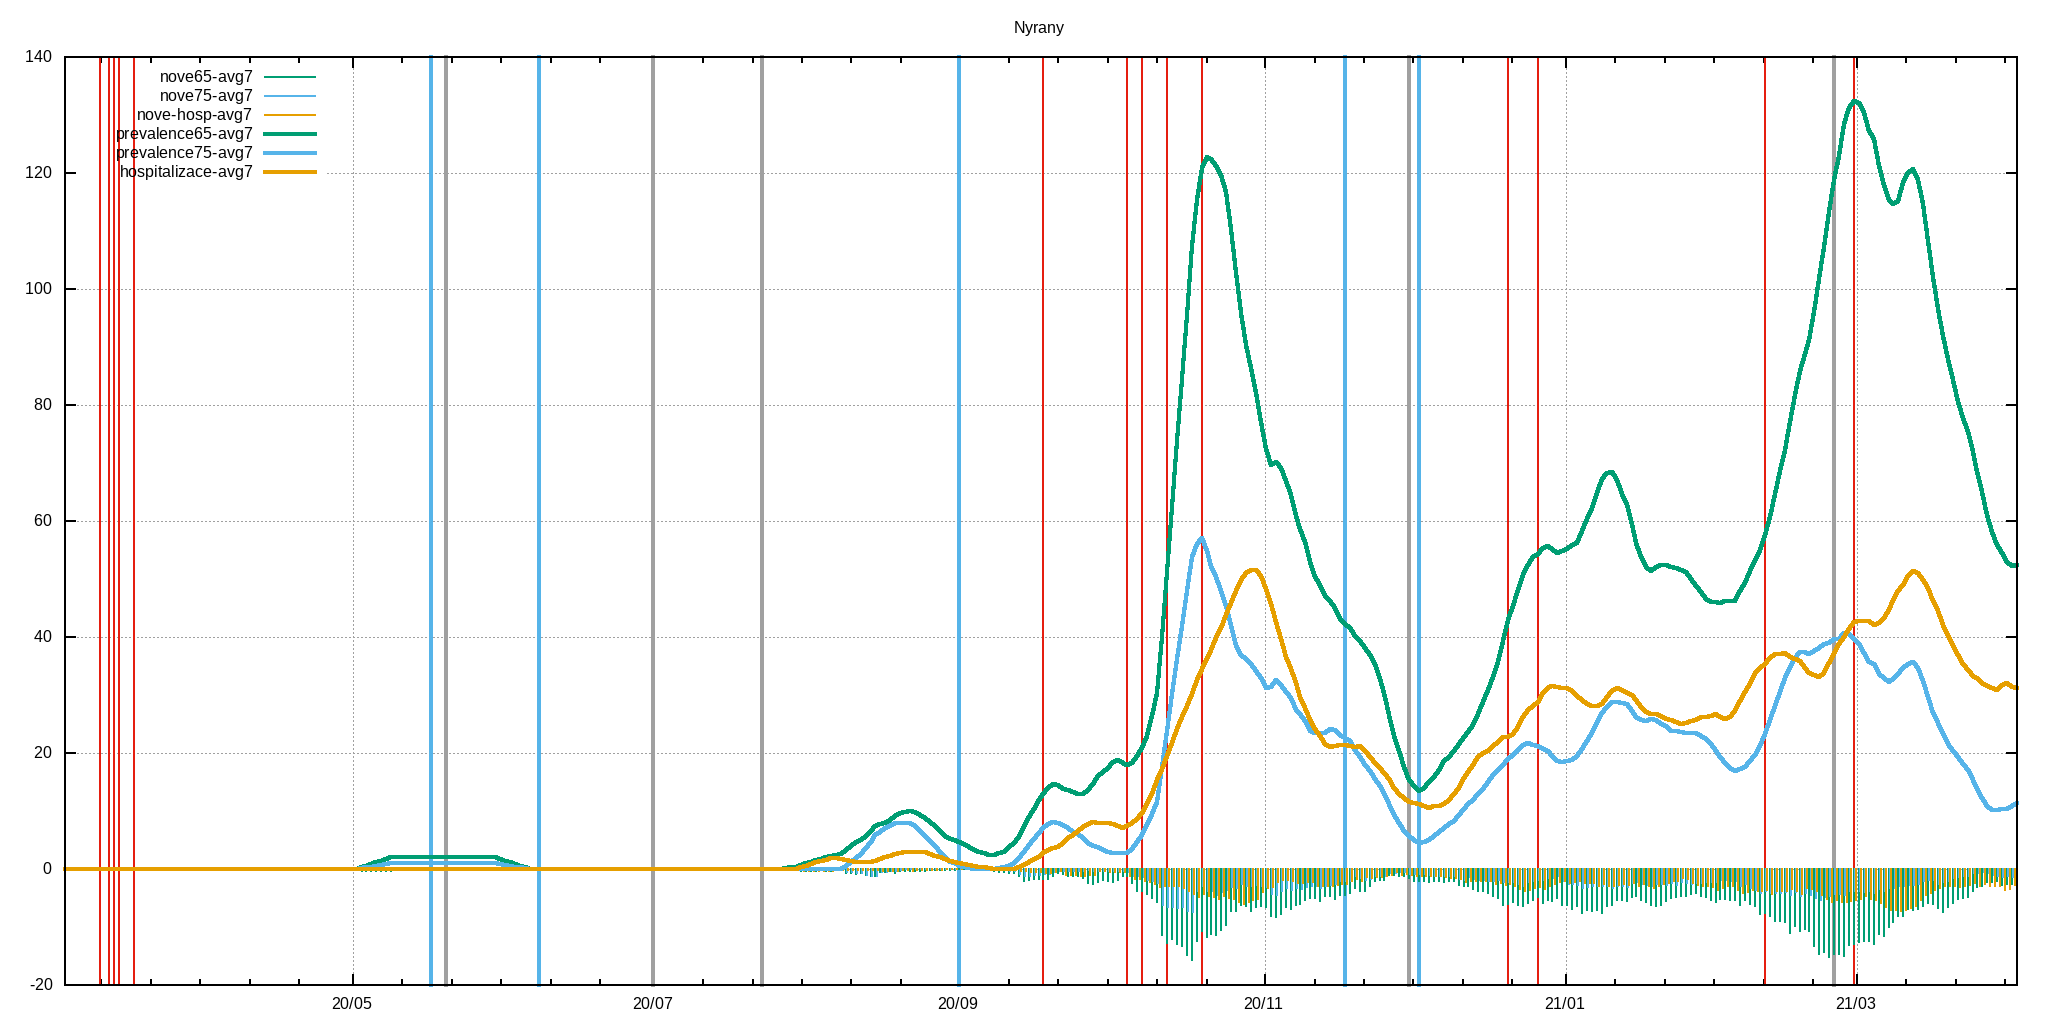 Nyrany
140
120
100
80
60
40
20
0
-20
nove65-avg7
nove75-avg7
nove-hosp-avg7
prevalence65-avg7
prevalence75-avg7
hospitalizace-avg7
20/05 20/07 20/09 20/11 21/01 21/03